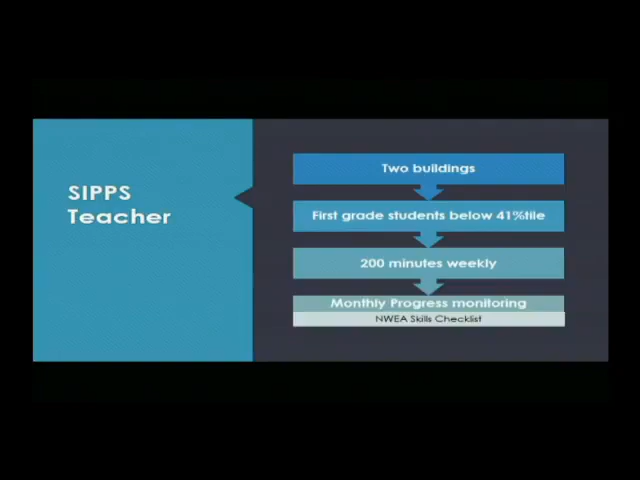 SIPPS
Teacher
Two buildings
First grade students below 41%tile
200 minutes weekly
Monthly Progress monitoring
NWEA Skills Checklist